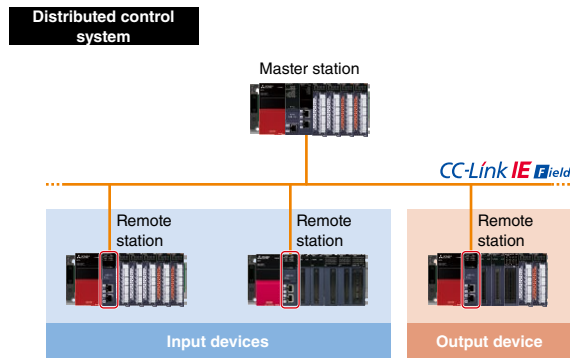 Distributed control
system
Master station
CC-Link IE Field
Remote
station
Remote
station
Remote
station
Input devices
Output device